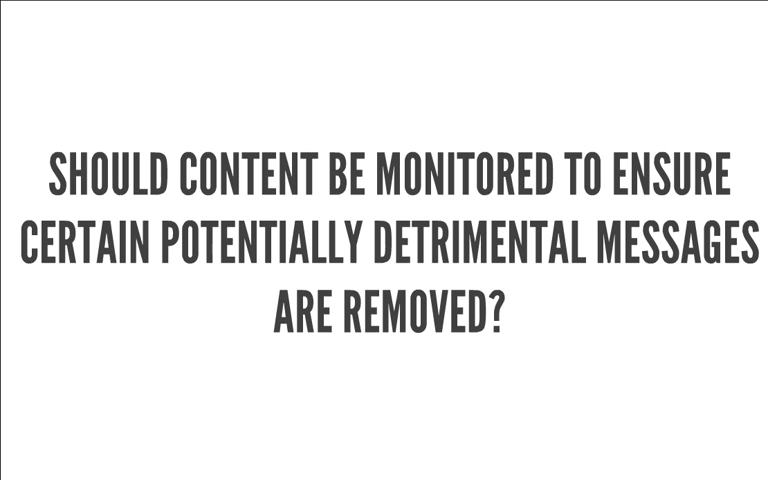 SHOULD CONTENT BE MONITORED TO ENSURE
CERTAIN POTENTIALLY DETRIMENTAL MESSAGES
ARE REMOVED?